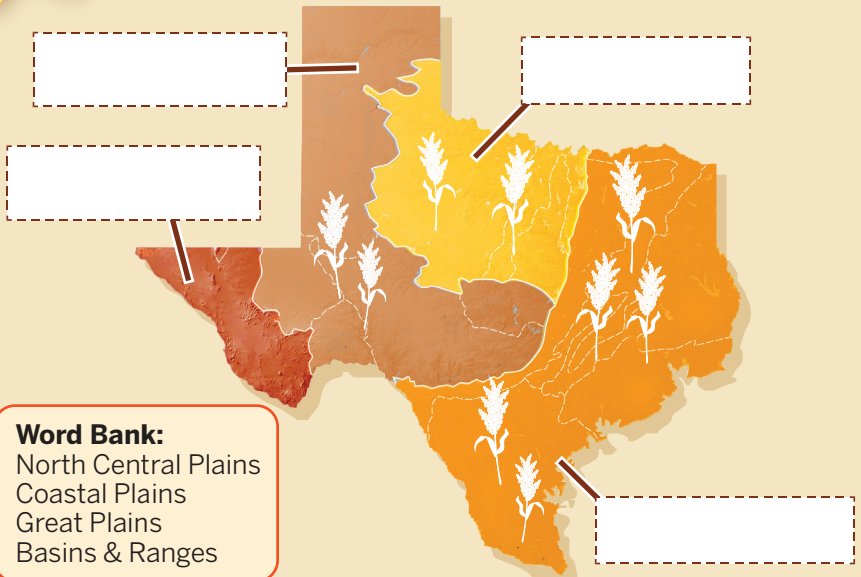 Word Bank:
North Central Plains
Coastal Plains
Great Plains
Basins & Ranges